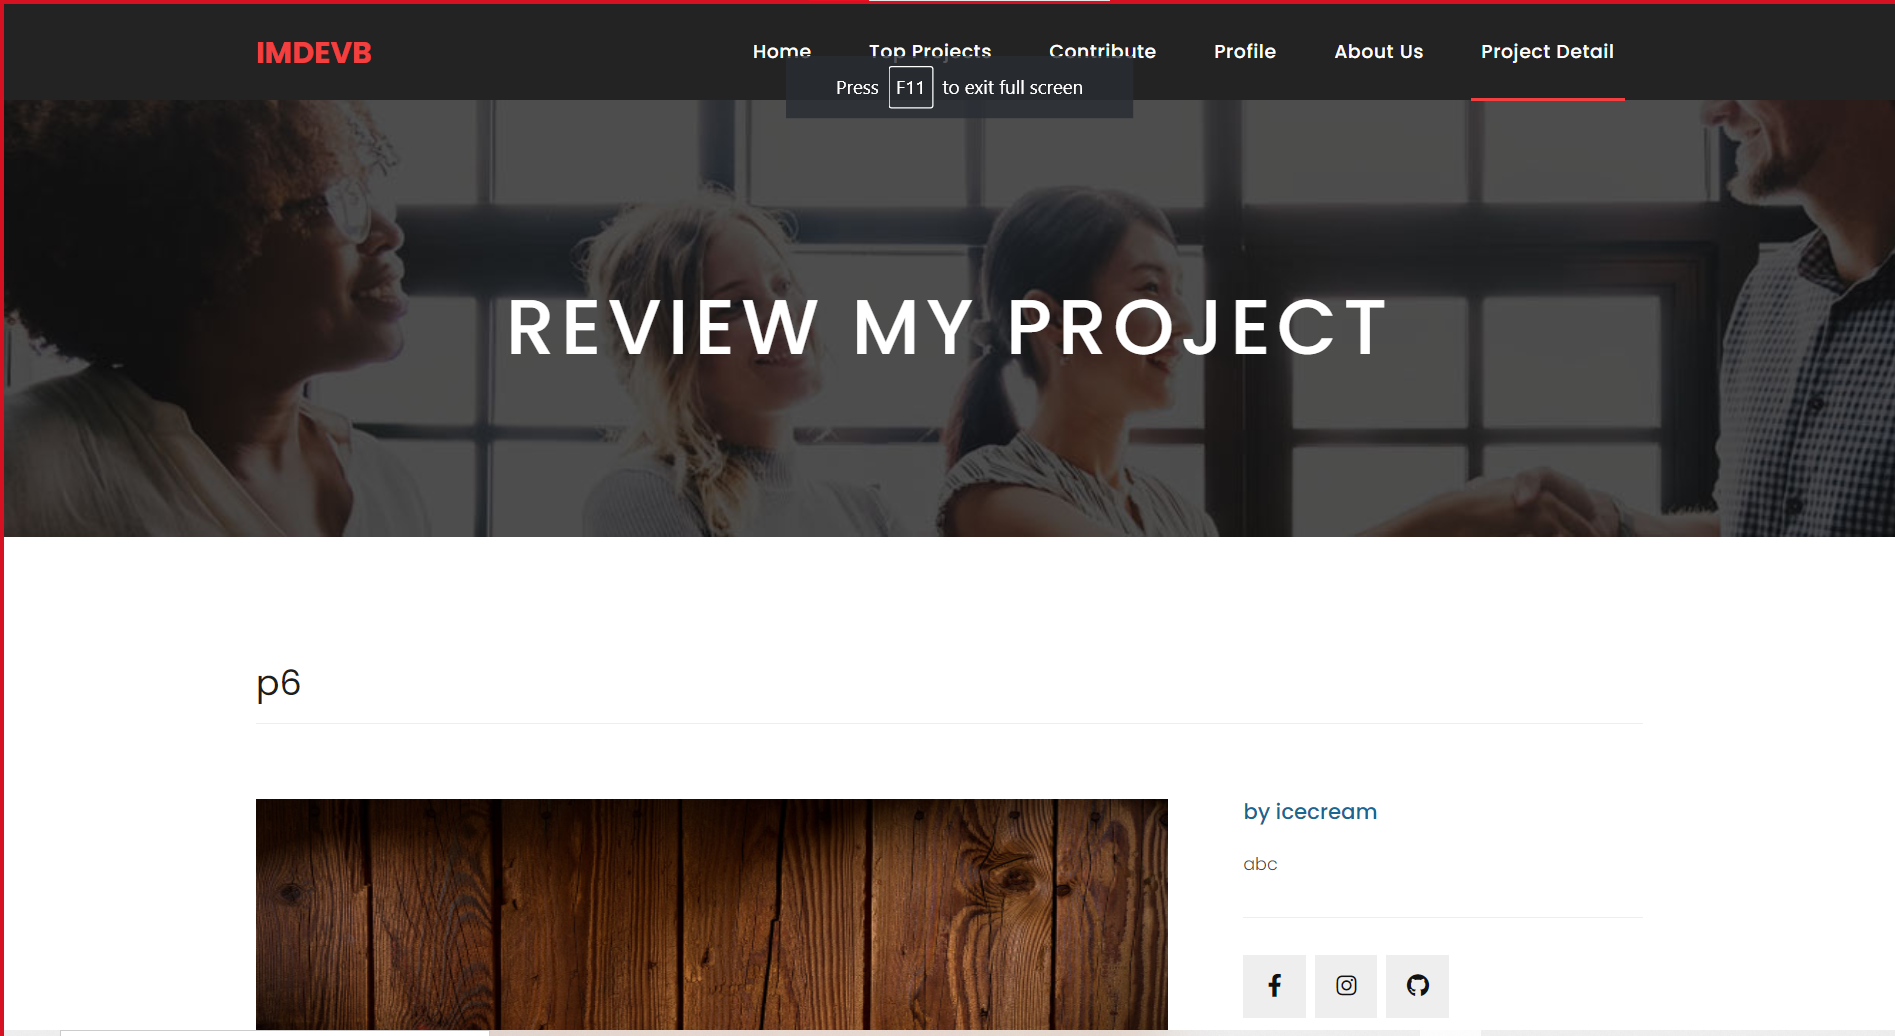 IMDEVB
Home Top Projects Contribute Profile About Us Project Detail
Press F11 to exit full screen
REVIEW MY PROJECT
p6
by icecream
abc